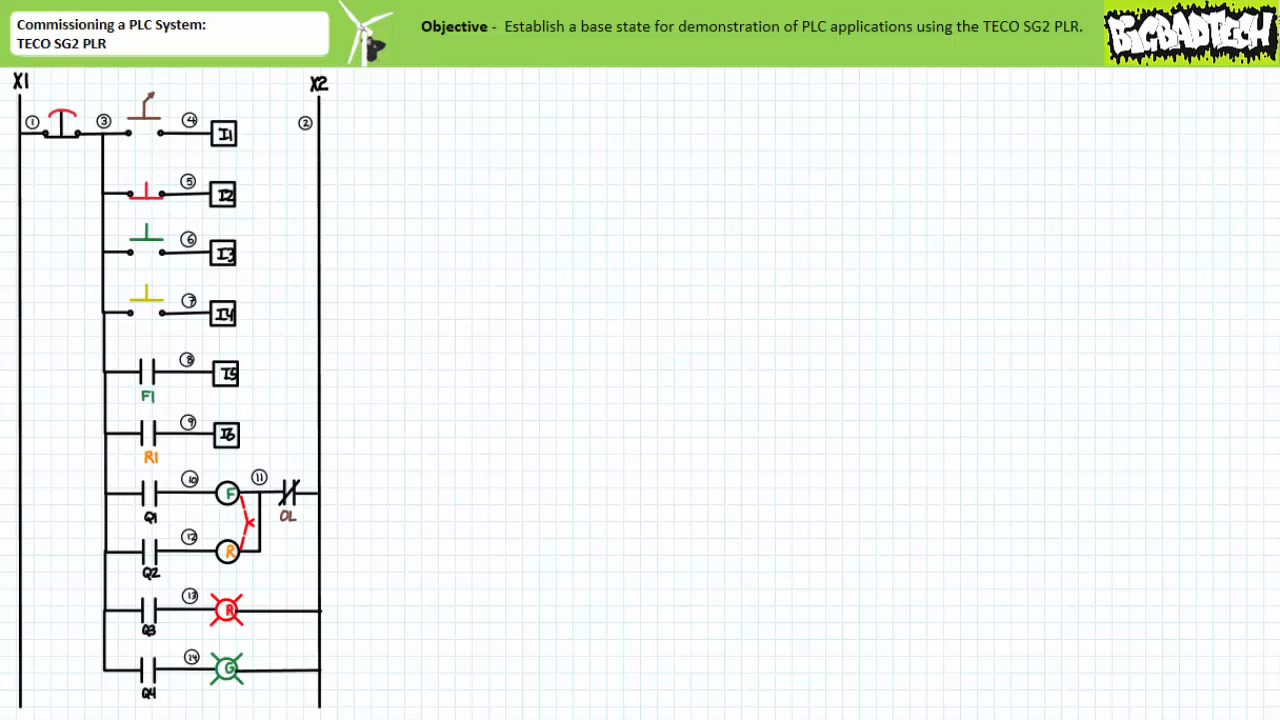 Commissioning a PLC System:
TECO SG2 PLR
Objective - Establish a base state for demonstration of PLC applications using the TECO SG2 PLR.
BIGBADTECH
X1
X2
1
3
4
2
I1
5
I2
6
I3
7
I4
8
I5
F1
9
I6
R1
10
11
F
Q1
OL
12
R
Q2
13
R
Q3
14
G
Q4